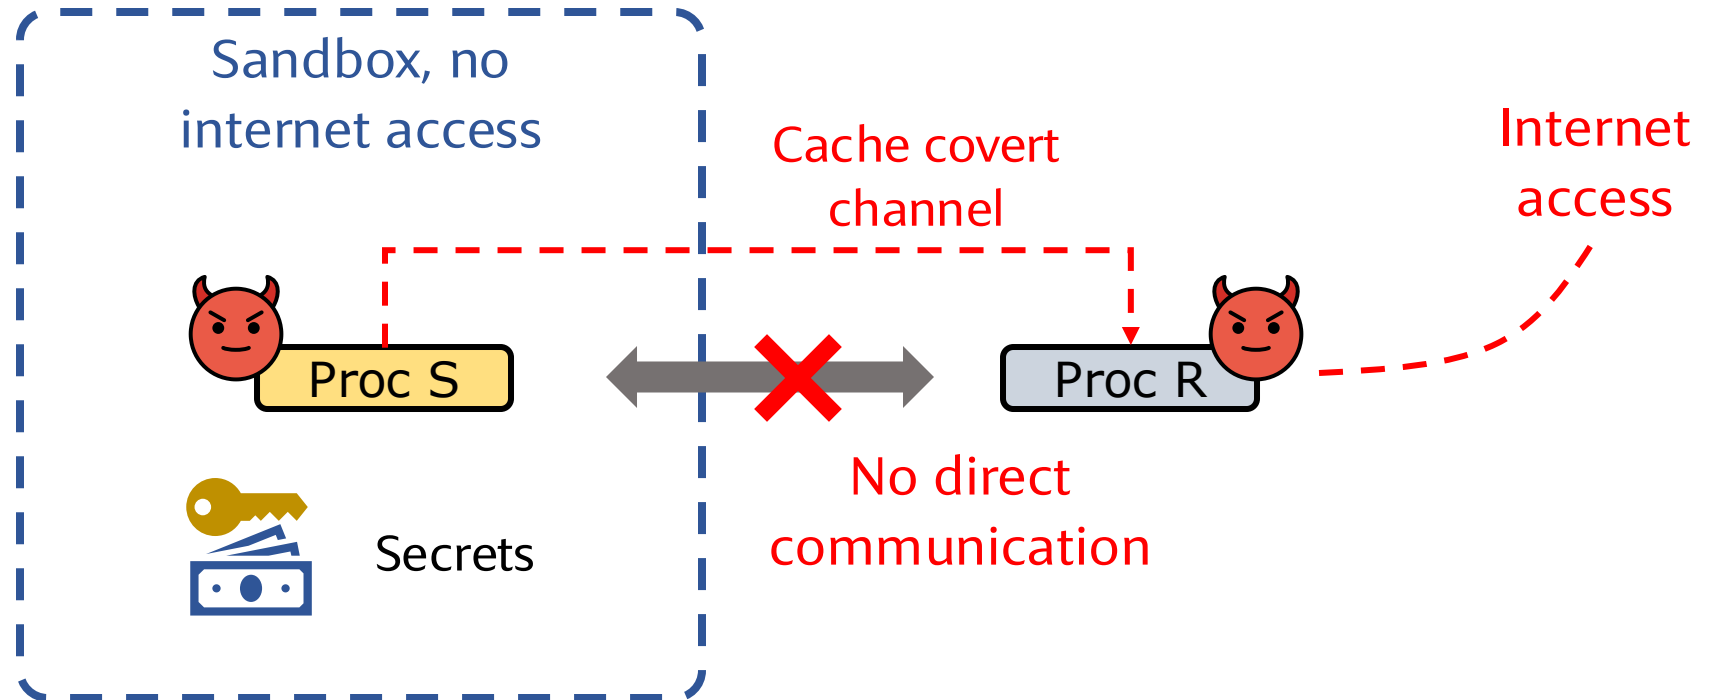 Sandbox, no
internet access
Cache covert
channel
Internet
access
Proc S
Proc R
No direct
communication
Secrets